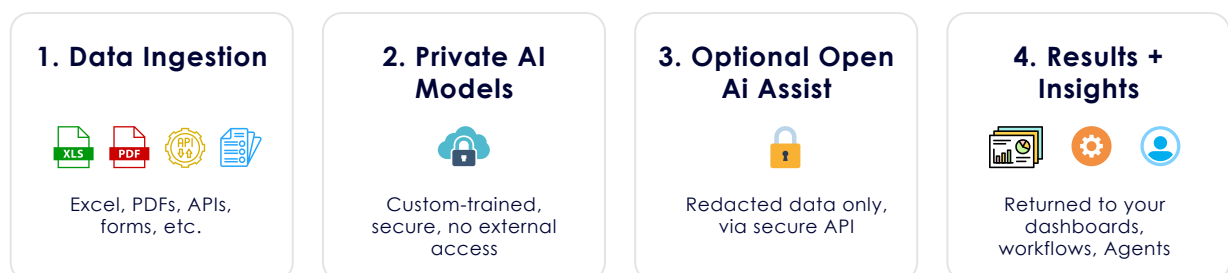 1. Data Ingestion
XLS
PDF
API
Excel, PDFs, APIs,
forms, etc.
2. Private AI
Models
Custom-trained,
secure, no external
access
3. Optional Open
Ai Assist
Redacted data only,
via secure API
4. Results +
Insights
Returned to your
dashboards,
workflows, Agents